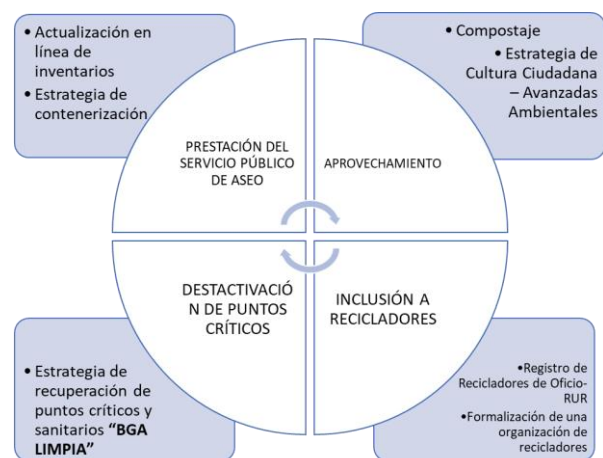 • Actualización en
línea de
inventarios
• Estrategia de
contenerización
• Compostaje
• Estrategia de
Cultura Ciudadana
– Avanzadas
Ambientales
PRESTACIÓN DEL
SERVICIO PÚBLICO
DE ASEO
APROVECHAMIENTO
DESTACTIVACIÓ
N DE PUNTOS
CRÍTICOS
INCLUSIÓN A
RECICLADORES
• Estrategia de
recuperación de
puntos críticos y
sanitarios “BGA
LIMPIA”
•Registro de
Recicladores de Oficio-
RUR
•Formalización de una
organización de
recicladores